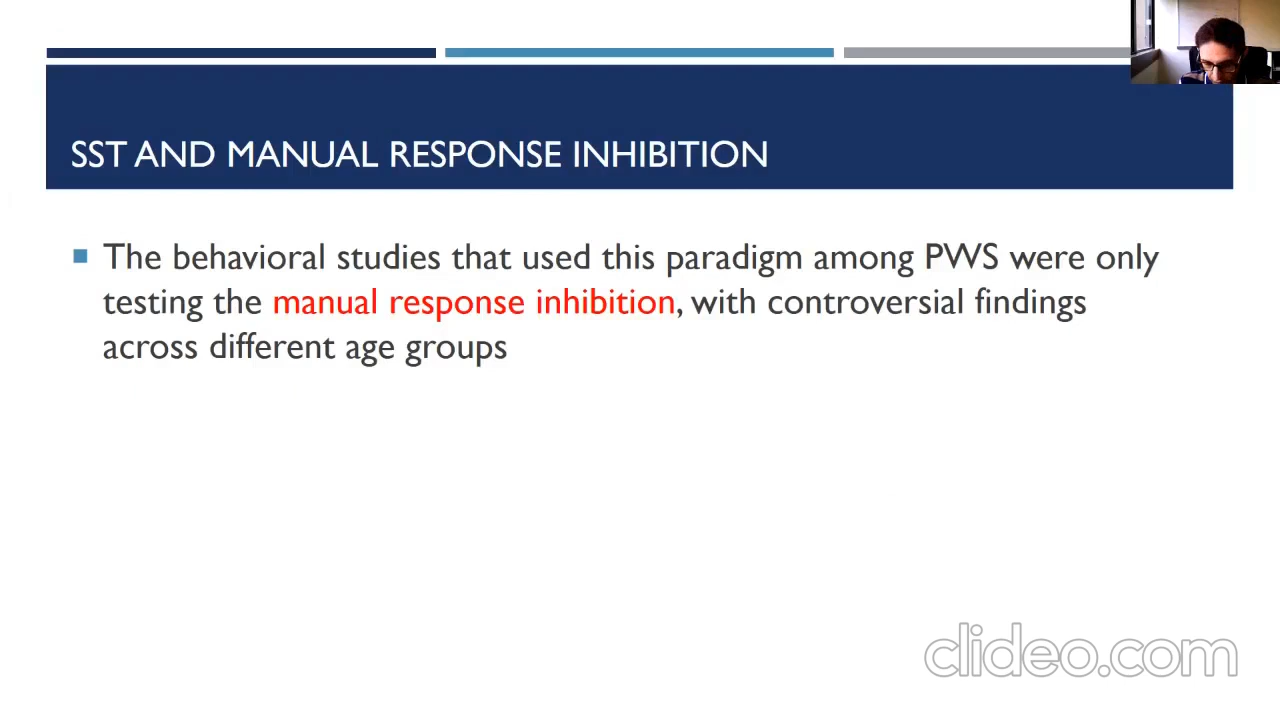 SST AND MANUAL RESPONSE INHIBITION
The behavioral studies that used this paradigm among PWS were only
testing the manual response inhibition, with controversial findings
across different age groups
clideo.com